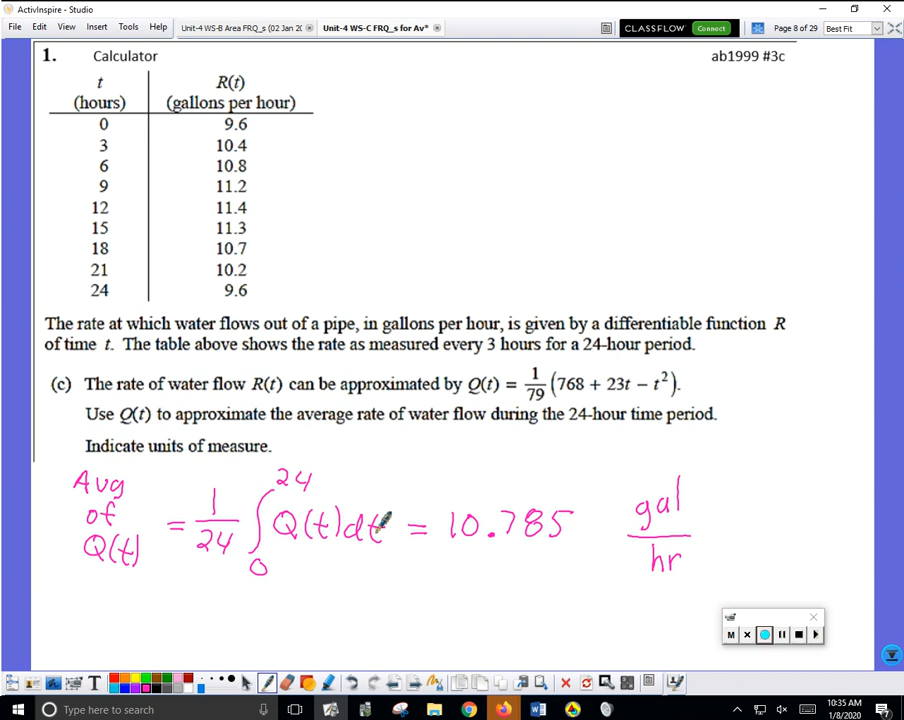 ActivInspire - Studio
File Edit View Insert Tools Help
Unit-4 WS-B Area FRQ_s (02 Jan 20
Unit-4 WS-C FRQ_s for Av*
CLASSFLOW Connect
Page 8 of 29
Best Fit
1. Calculator ab1999 #3c
t R(t)
(hours) (gallons per hour)
0 9.6
3 10.4
6 10.8
9 11.2
12 11.4
15 11.3
18 10.7
21 10.2
24 9.6
The rate at which water flows out of a pipe, in gallons per hour, is given by a differentiable function R
of time t. The table above shows the rate as measured every 3 hours for a 24-hour period.
(c) The rate of water flow R(t) can be approximated by Q(t) = 1/79 (768 + 23t − t²).
Use Q(t) to approximate the average rate of water flow during the 24-hour time period.
Indicate units of measure.
Avg of Q(t) = 1/24 ∫₀²⁴ Q(t)dt = 10.785 gal/hr
M
T
Type here to search
10:35 AM
1/8/2020